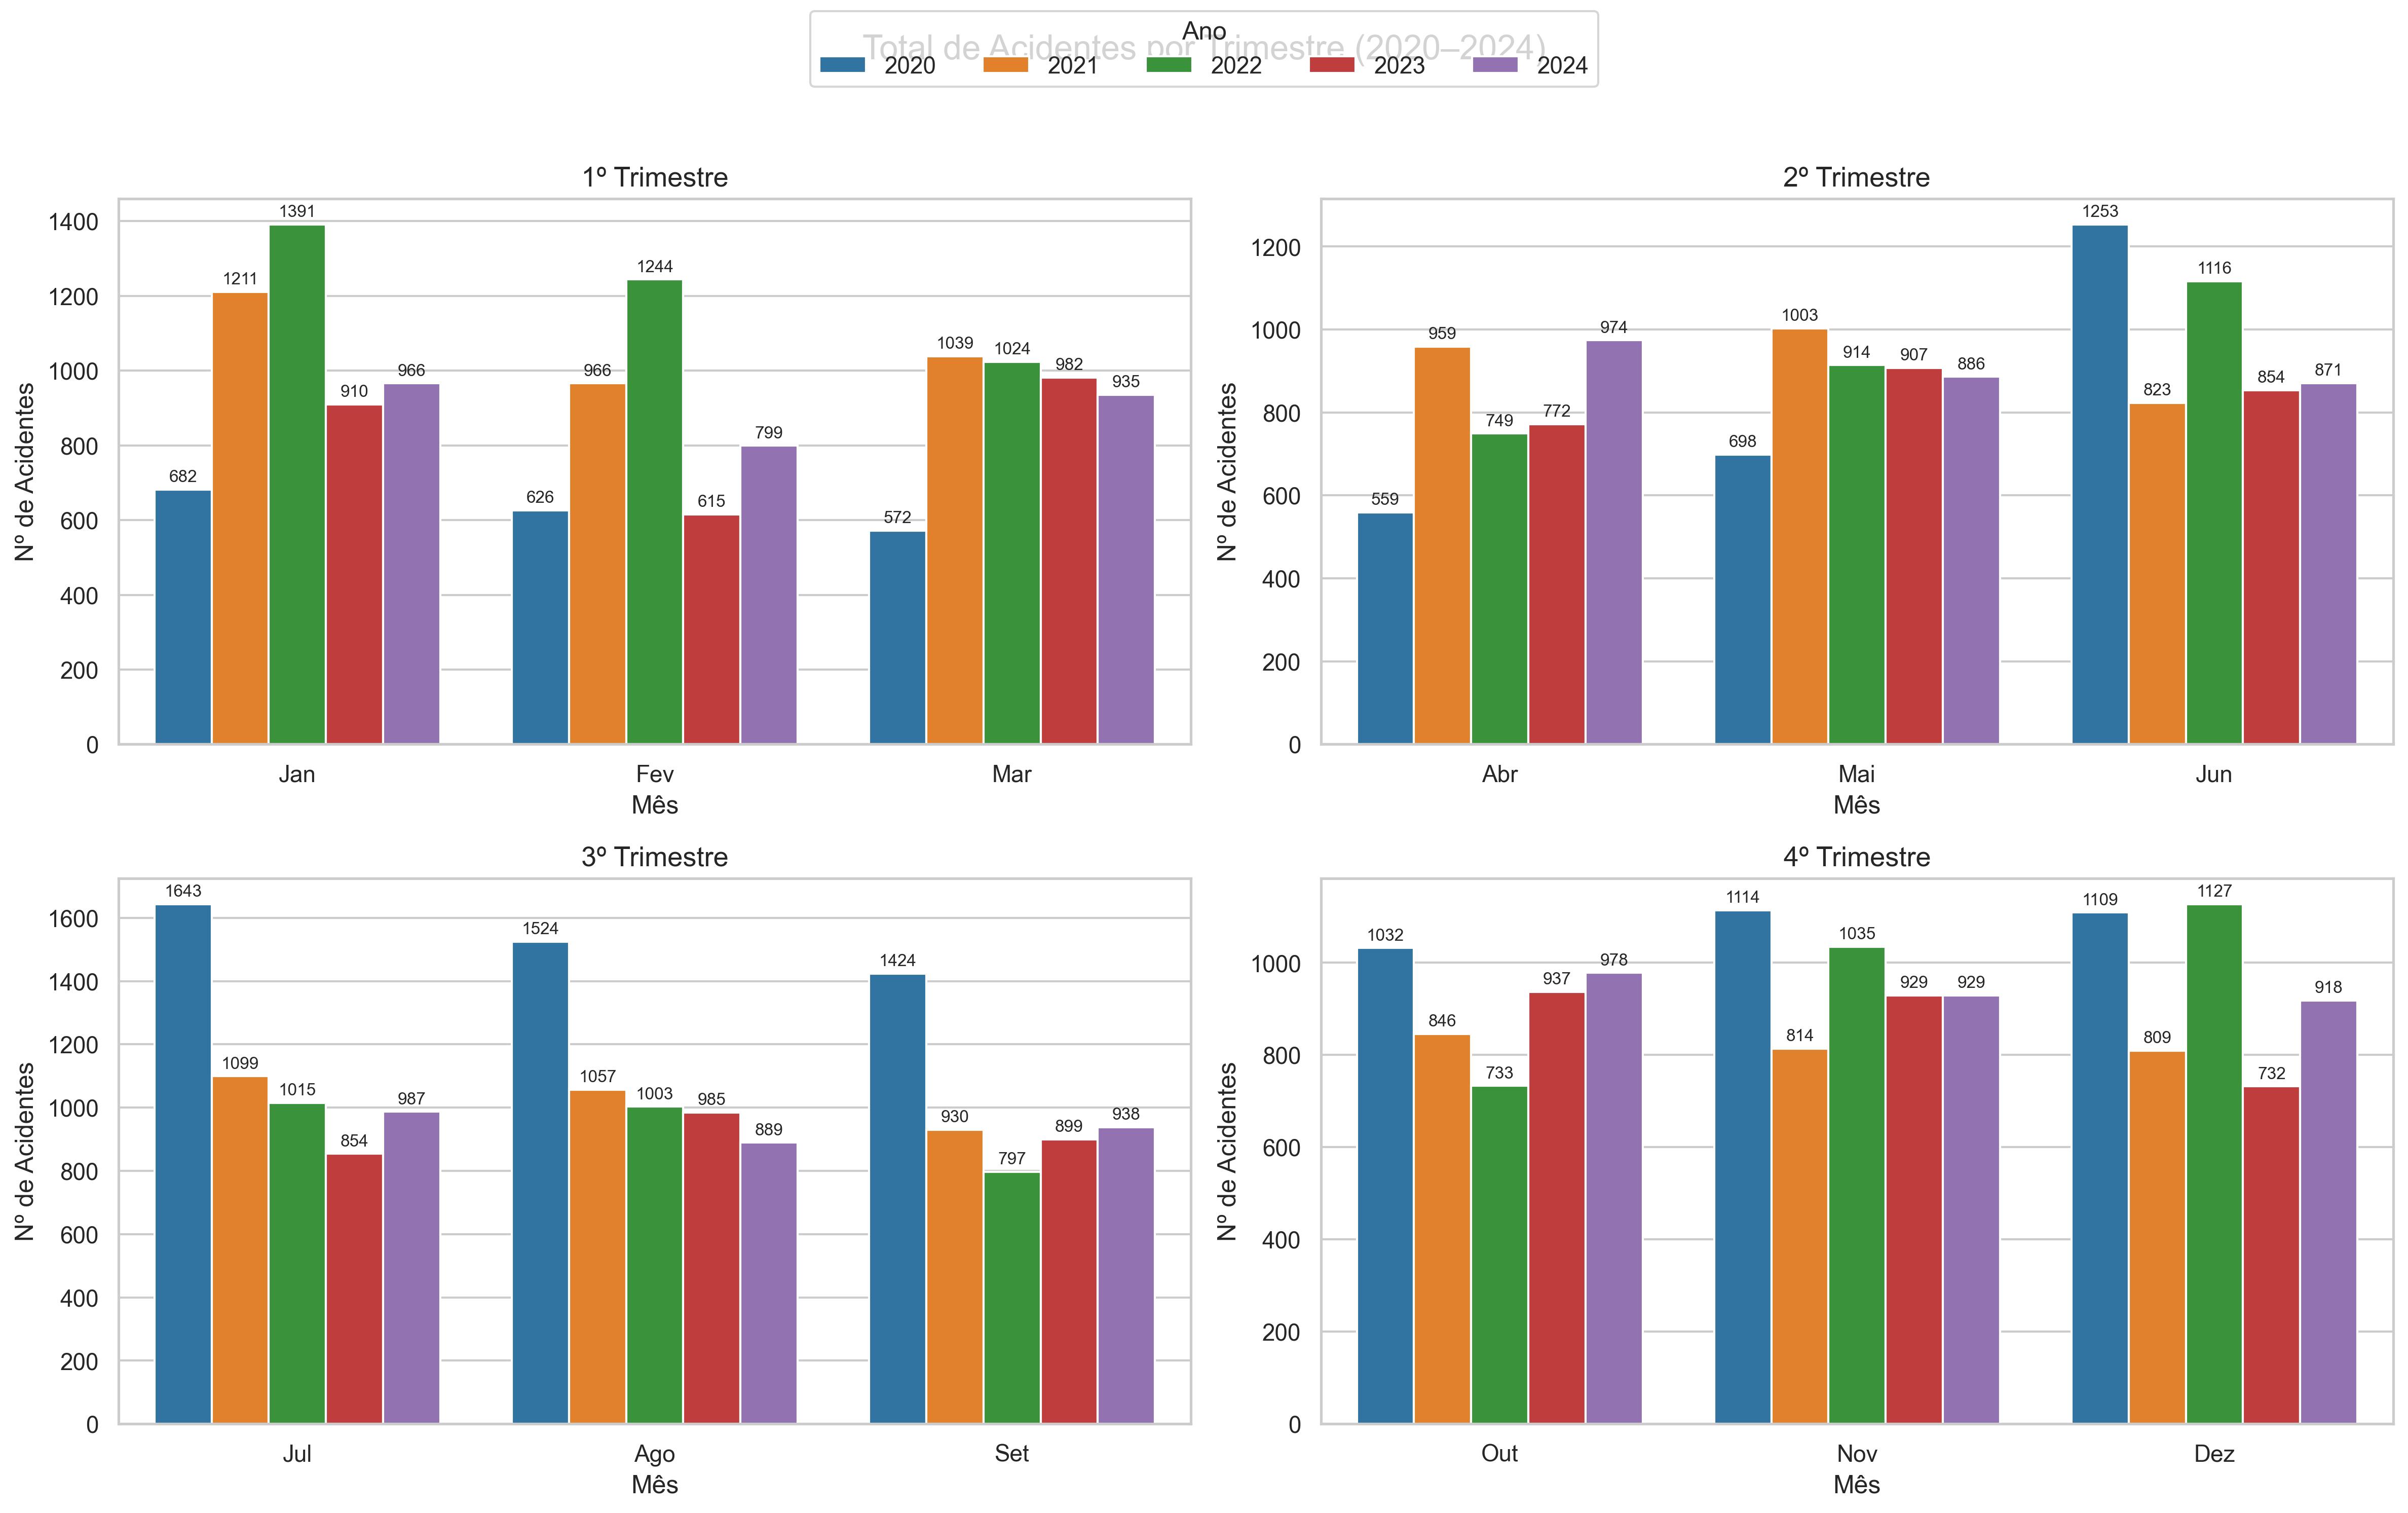 Ano
Total de Acidentes por Trimestre (2020–2024)
2020 2021 2022 2023 2024
1º Trimestre
Nº de Acidentes
1400
1200
1000
800
600
400
200
0
682 1211 1391 910 966
626 966 1244 615 799
572 1039 1024 982 935
Jan Fev Mar
Mês
2º Trimestre
Nº de Acidentes
1200
1000
800
600
400
200
0
559 959 749 772 974
698 1003 914 907 886
1253 823 1116 854 871
Abr Mai Jun
Mês
3º Trimestre
Nº de Acidentes
1600
1400
1200
1000
800
600
400
200
0
1643 1099 1015 854 987
1524 1057 1003 985 889
1424 930 797 899 938
Jul Ago Set
Mês
4º Trimestre
Nº de Acidentes
1000
800
600
400
200
0
1032 846 733 937 978
1114 814 1035 929 929
1109 809 1127 732 918
Out Nov Dez
Mês